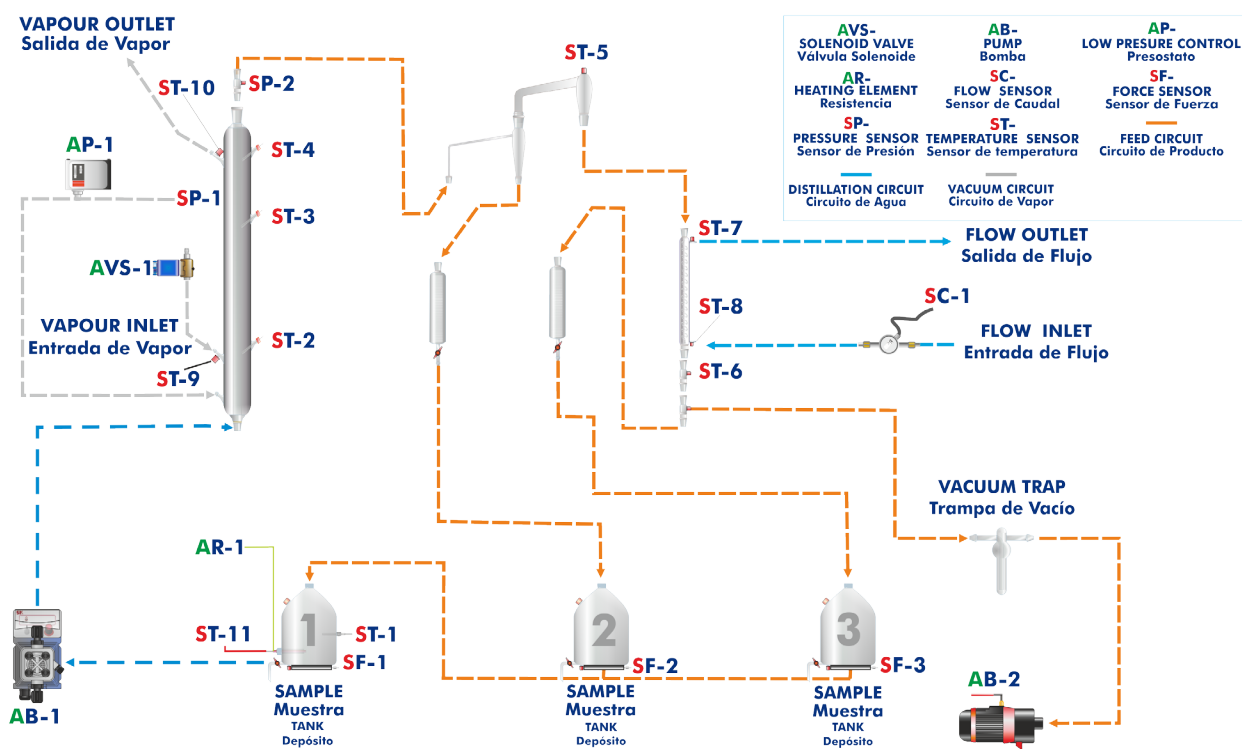 VAPOUR OUTLET
Salida de Vapor
ST-10
SP-2
ST-5
AP-1
ST-4
SP-1
ST-3
AVS-1
VAPOUR INLET
Entrada de Vapor
ST-2
ST-9
AVS-
SOLENOID VALVE
Válvula Solenoide
AB-
PUMP
Bomba
AP-
LOW PRESURE CONTROL
Presostato
AR-
HEATING ELEMENT
Resistencia
SC-
FLOW SENSOR
Sensor de Caudal
SF-
FORCE SENSOR
Sensor de Fuerza
SP-
PRESSURE SENSOR
Sensor de Presión
ST-
TEMPERATURE SENSOR
Sensor de temperatura
FEED CIRCUIT
Circuito de Producto
DISTILLATION CIRCUIT
Circuito de Agua
VACUUM CIRCUIT
Circuito de Vapor
ST-7
FLOW OUTLET
Salida de Flujo
ST-8
SC-1
FLOW INLET
Entrada de Flujo
ST-6
VACUUM TRAP
Trampa de Vacío
AR-1
1
2
3
ST-11
ST-1
SF-1
SF-2
SF-3
AB-1
SAMPLE
Muestra
TANK
Depósito
SAMPLE
Muestra
TANK
Depósito
SAMPLE
Muestra
TANK
Depósito
AB-2